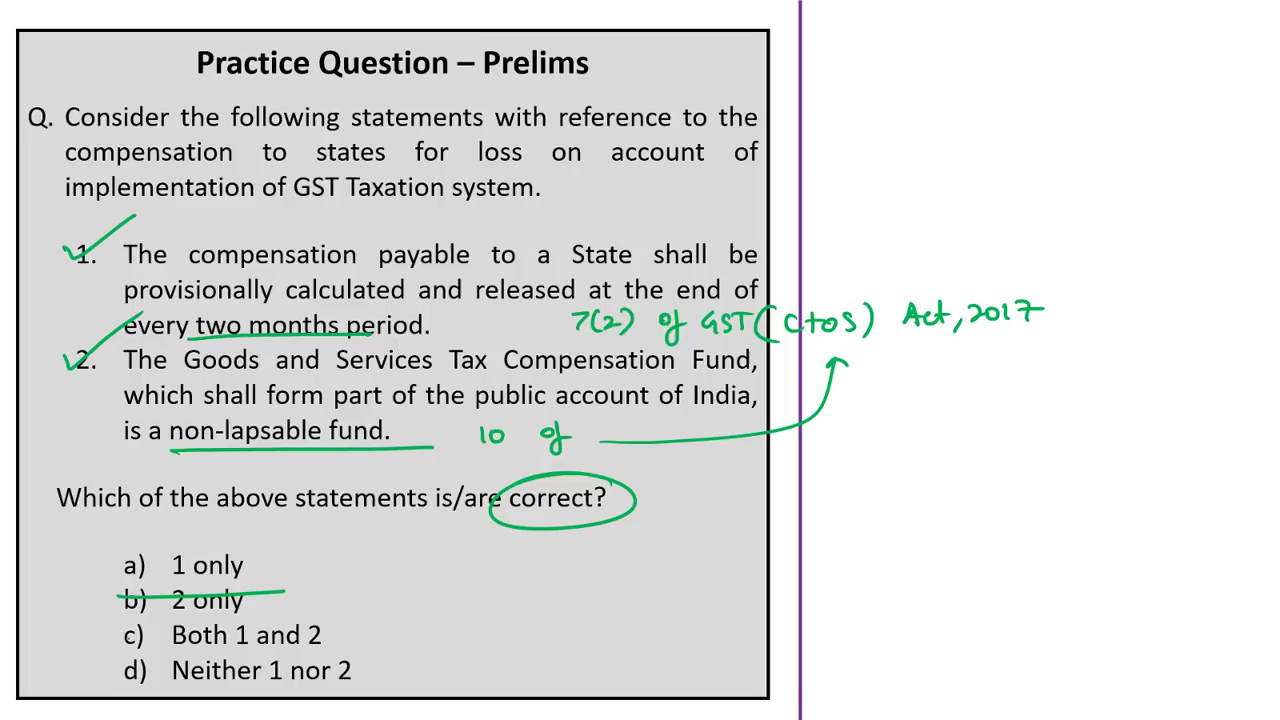 Practice Question – Prelims
Q. Consider the following statements with reference to the
compensation to states for loss on account of
implementation of GST Taxation system.
1. The compensation payable to a State shall be
provisionally calculated and released at the end of
every two months period. 7(2) of GST (CtoS) Act, 2017
2. The Goods and Services Tax Compensation Fund,
which shall form part of the public account of India,
is a non-lapsable fund. 10 of
Which of the above statements is/are correct?
a) 1 only
b) 2 only
c) Both 1 and 2
d) Neither 1 nor 2